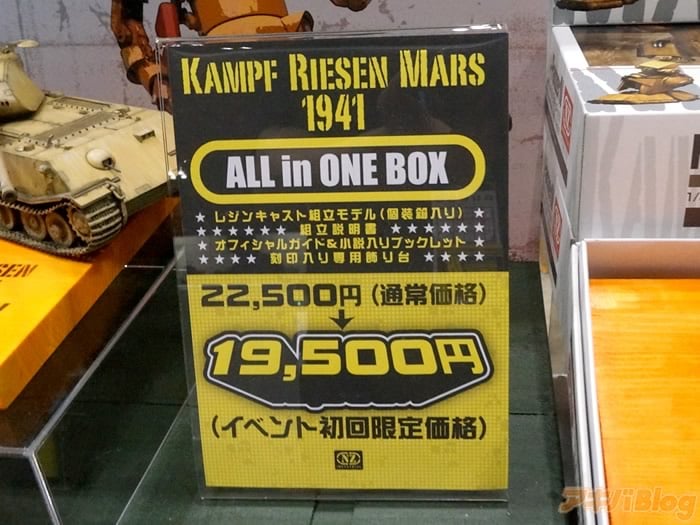 KAMPF RIESEN MARS
1941
ALL in ONE BOX
★ レジンキャスト組立モデル(個装箱入り) ★
★★★★★★ 組立説明書 ★★★★★★
★ オフィシャルガイド&小説入りブックレット ★
★★★★ 刻印入り専用飾り台 ★★★★
22,500円(通常価格)
↓
19,500円
(イベント初回限定価格)
NZ
RIESEN
1/
アキバBlog